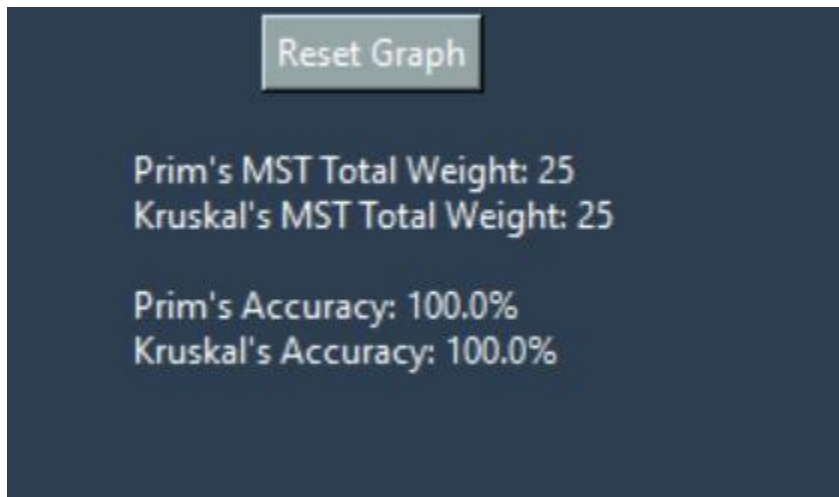 Reset Graph
Prim's MST Total Weight: 25
Kruskal's MST Total Weight: 25
Prim's Accuracy: 100.0%
Kruskal's Accuracy: 100.0%